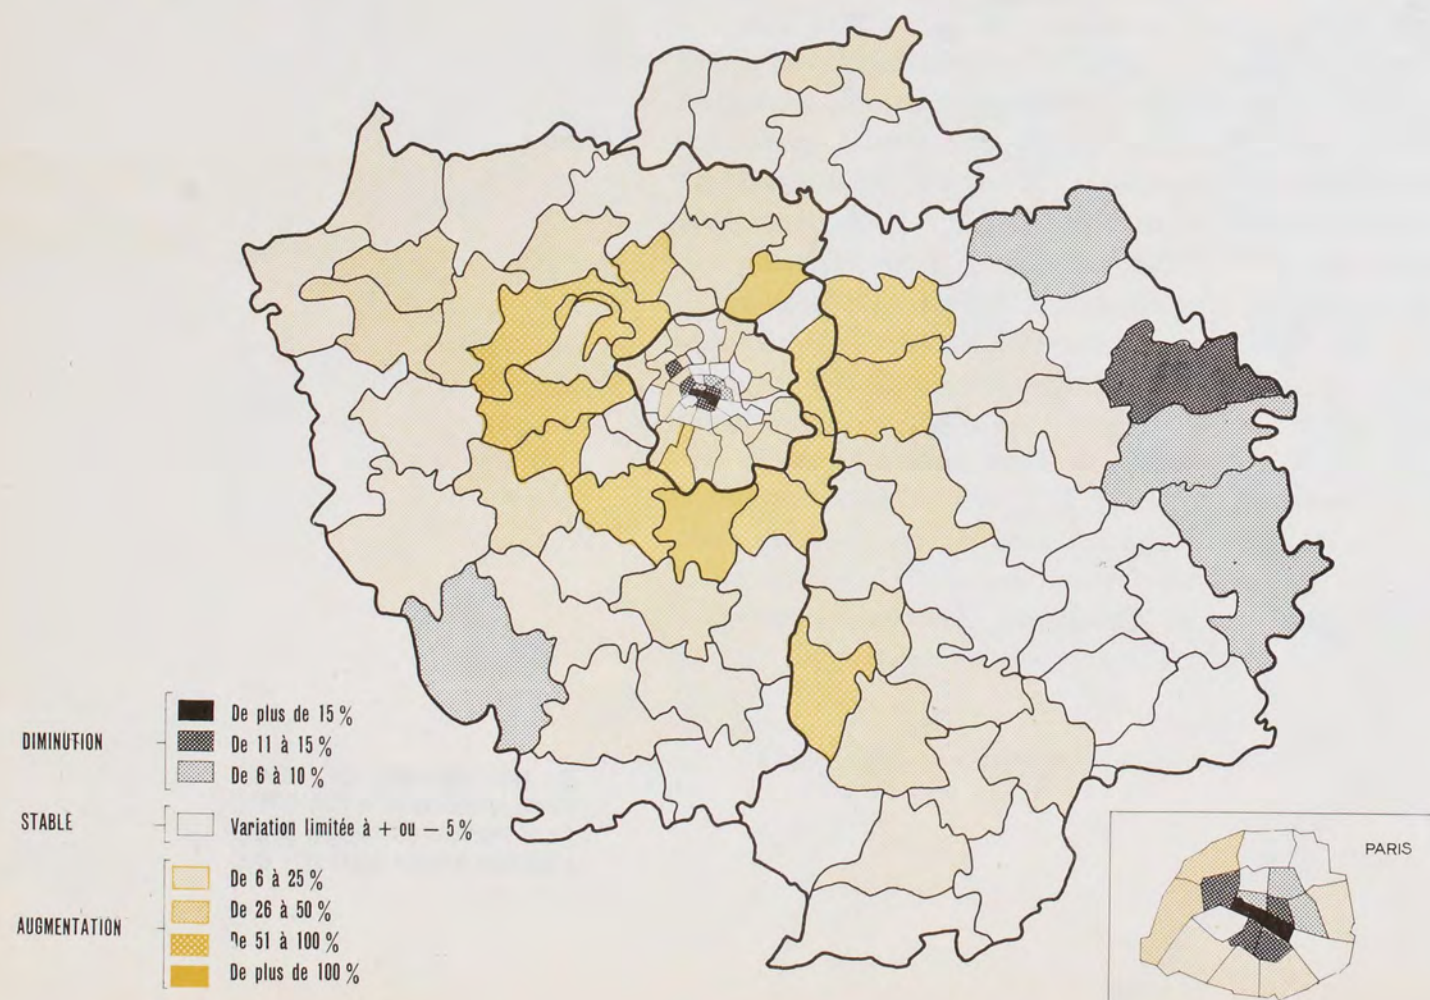 DIMINUTION
De plus de 15 %
De 11 à 15 %
De 6 à 10 %
STABLE
Variation limitée à + ou — 5 %
AUGMENTATION
De 6 à 25 %
De 26 à 50 %
De 51 à 100 %
De plus de 100 %
PARIS